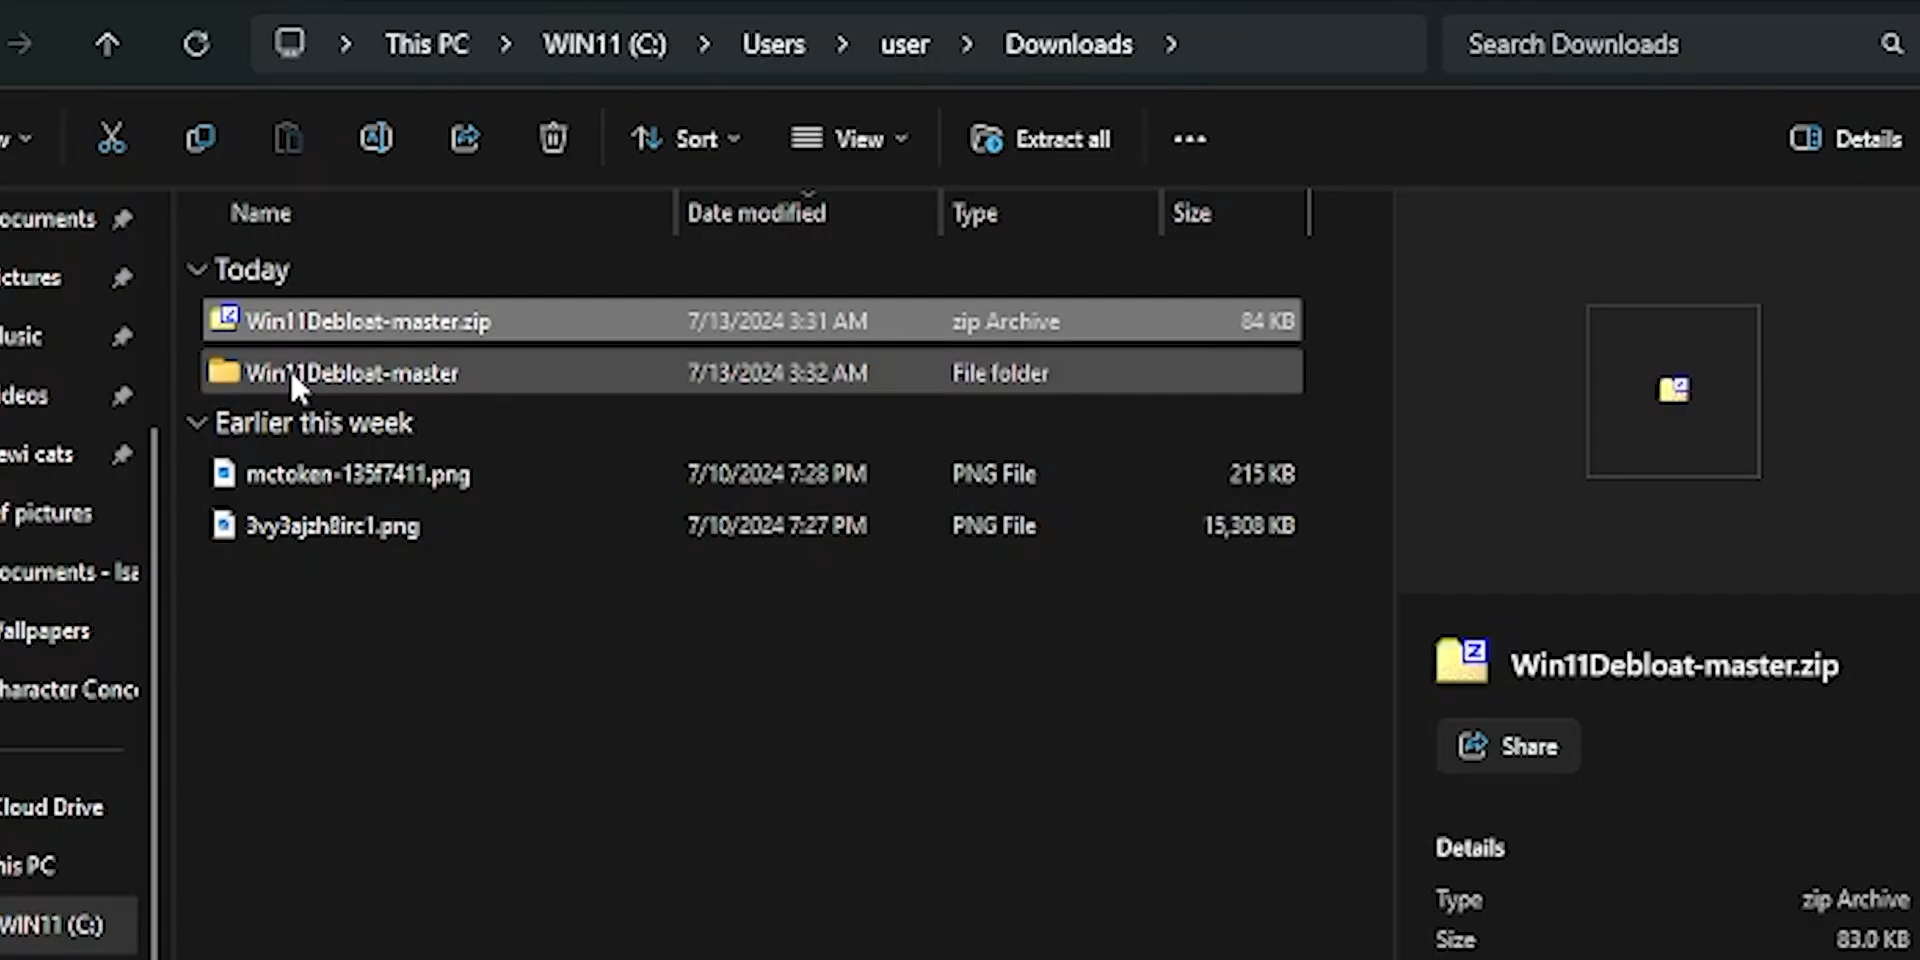 This PC > WIN11 (C:) > Users > user > Downloads >
Search Downloads
Sort
View
Extract all
Details
Name
Date modified
Type
Size
ocuments
ictures
usic
ideos
ewi cats
f pictures
ocuments - Isa
allpapers
haracter Conc
loud Drive
his PC
WIN11 (C:)
Today
Win11Debloat-master.zip 7/13/2024 3:31 AM zip Archive 84 KB
Win11Debloat-master 7/13/2024 3:32 AM File folder
Earlier this week
mctoken-135f7411.png 7/10/2024 7:28 PM PNG File 215 KB
3vy3ajzh8irc1.png 7/10/2024 7:27 PM PNG File 15,308 KB
Win11Debloat-master.zip
Share
Details
Type zip Archive
Size 83.0 KB